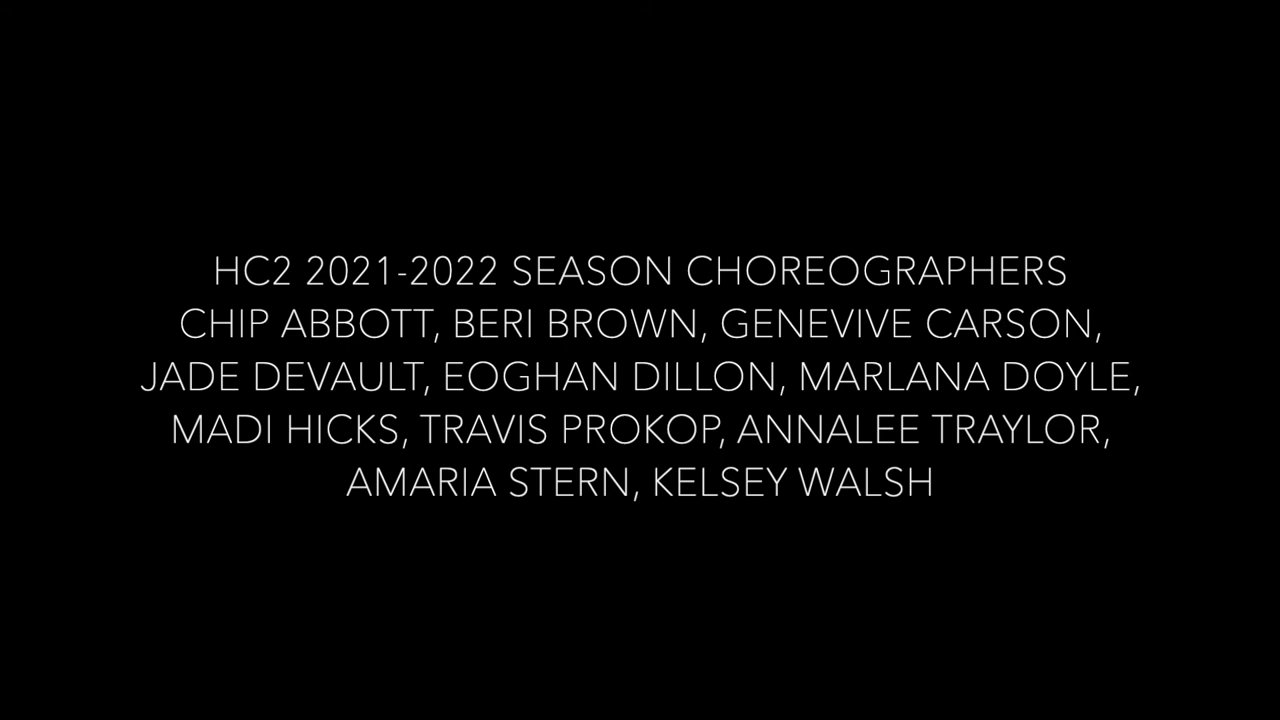 HC2 2021-2022 SEASON CHOREOGRAPHERS
CHIP ABBOTT, BERI BROWN, GENEVIVE CARSON,
JADE DEVAULT, EOGHAN DILLON, MARLANA DOYLE,
MADI HICKS, TRAVIS PROKOP, ANNALEE TRAYLOR,
AMARIA STERN, KELSEY WALSH